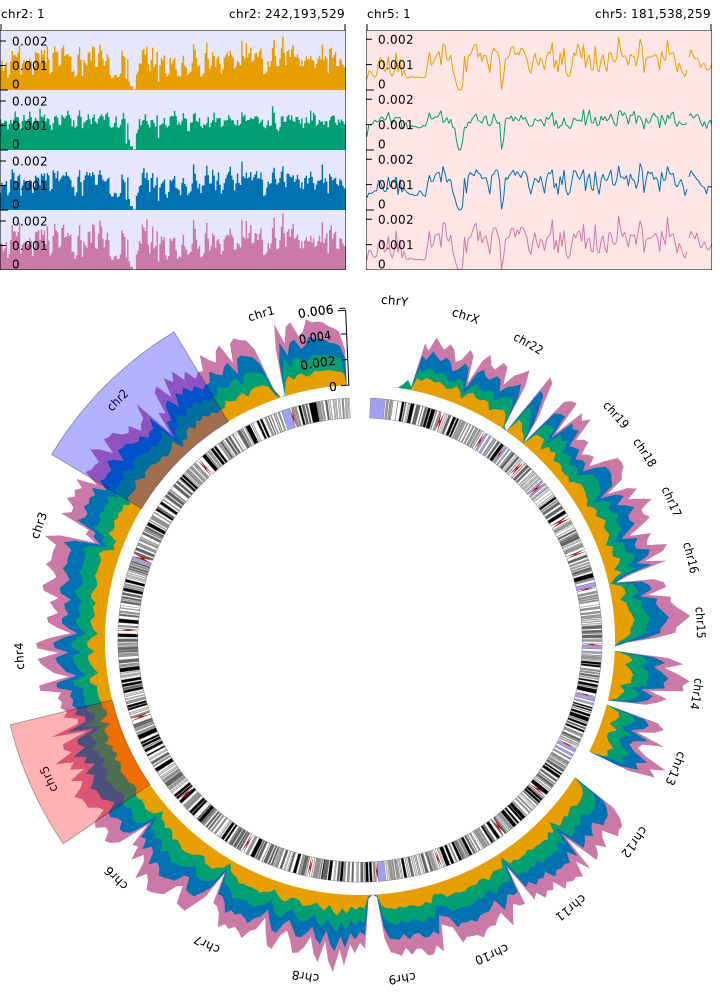 chr2: 1
chr2: 242,193,529
chr5: 1
chr5: 181,538,259
0.002
0.001
0
0.002
0.001
0
0.002
0.001
0
0.002
0.001
0
0.002
0.001
0
0.002
0.001
0
0.002
0.001
0
0.002
0.001
0
chr1
0.006
0.004
0.002
0
chrY
chrX
chr22
chr19
chr18
chr17
chr16
chr15
chr14
chr13
chr12
chr11
chr10
chr9
chr8
chr7
chr6
chr5
chr4
chr3
chr2